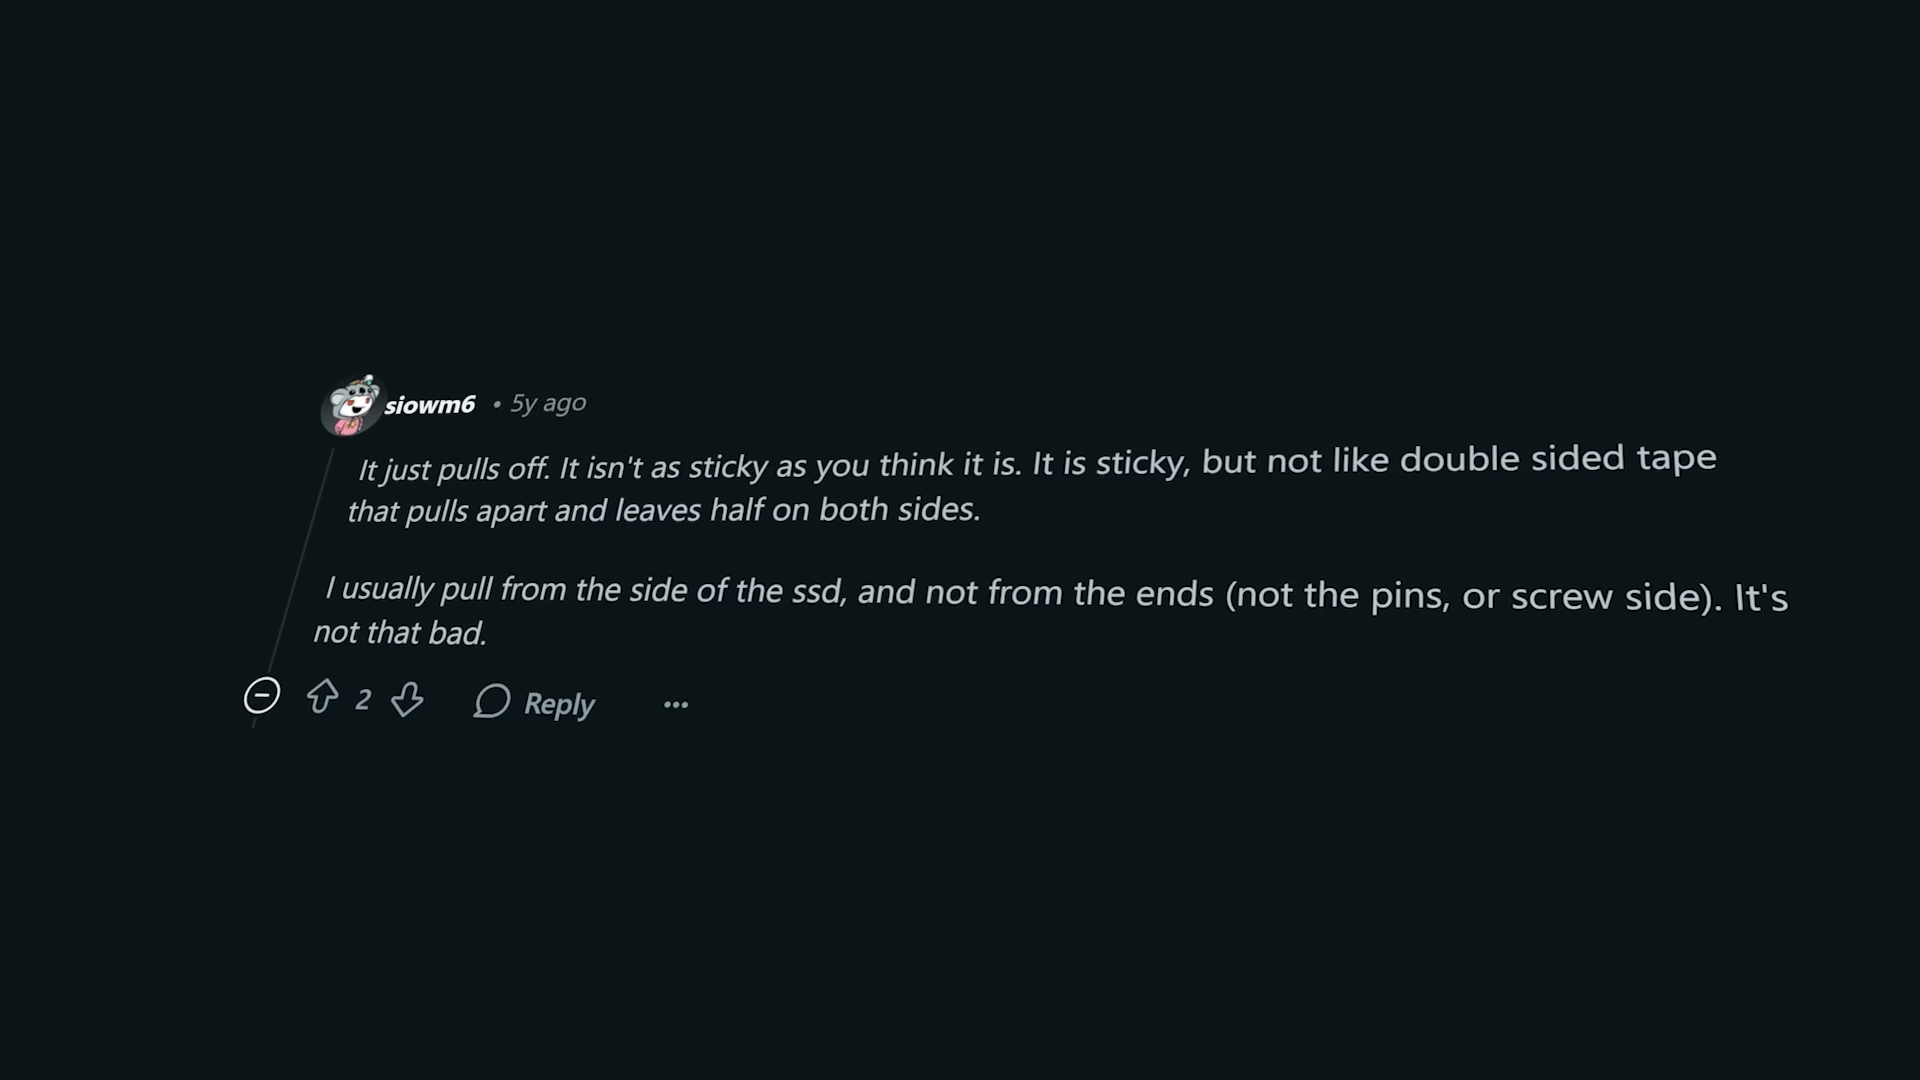 siowm6 • 5y ago
It just pulls off. It isn't as sticky as you think it is. It is sticky, but not like double sided tape
that pulls apart and leaves half on both sides.
I usually pull from the side of the ssd, and not from the ends (not the pins, or screw side). It's
not that bad.
2 Reply ...